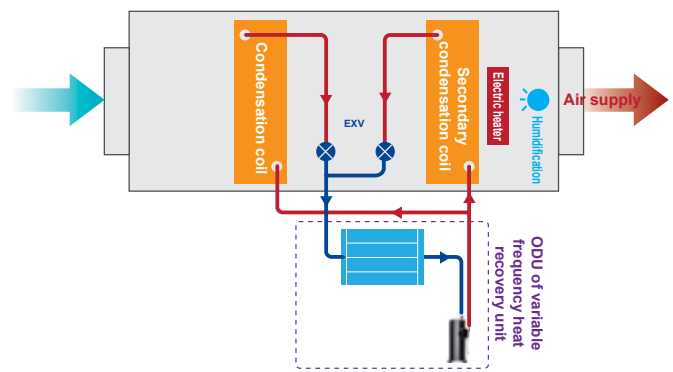 Condensation coil
EXV
Secondary
condensation coil
Electric heater
Humidification
Air supply
ODU of variable
frequency heat
recovery unit